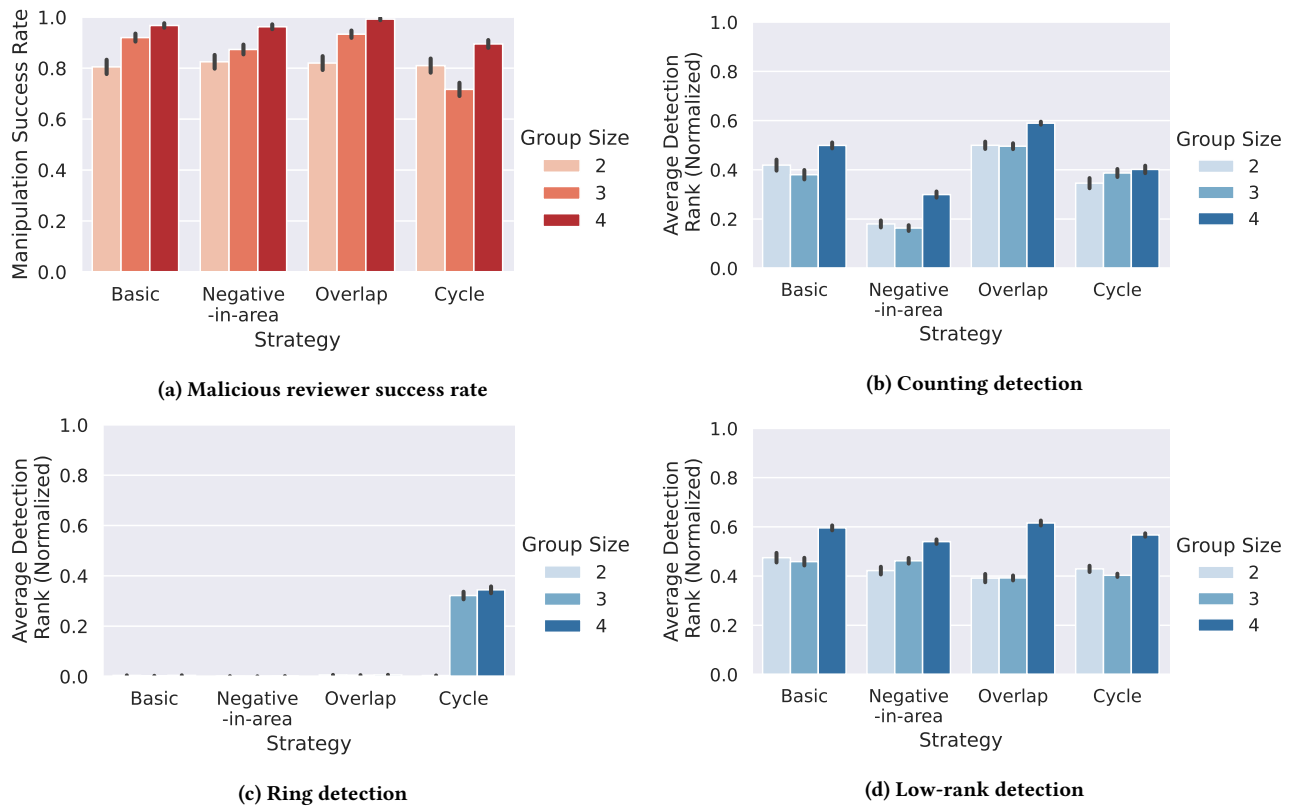 Manipulation Success Rate
1.0
0.8
0.6
0.4
0.2
0.0
Basic
Negative
-in-area
Overlap
Cycle
Strategy
Group Size
2
3
4
(a) Malicious reviewer success rate
Average Detection
Rank (Normalized)
1.0
0.8
0.6
0.4
0.2
0.0
Basic
Negative
-in-area
Overlap
Cycle
Strategy
Group Size
2
3
4
(b) Counting detection
Average Detection
Rank (Normalized)
1.0
0.8
0.6
0.4
0.2
0.0
Basic
Negative
-in-area
Overlap
Cycle
Strategy
Group Size
2
3
4
(c) Ring detection
Average Detection
Rank (Normalized)
1.0
0.8
0.6
0.4
0.2
0.0
Basic
Negative
-in-area
Overlap
Cycle
Strategy
Group Size
2
3
4
(d) Low-rank detection